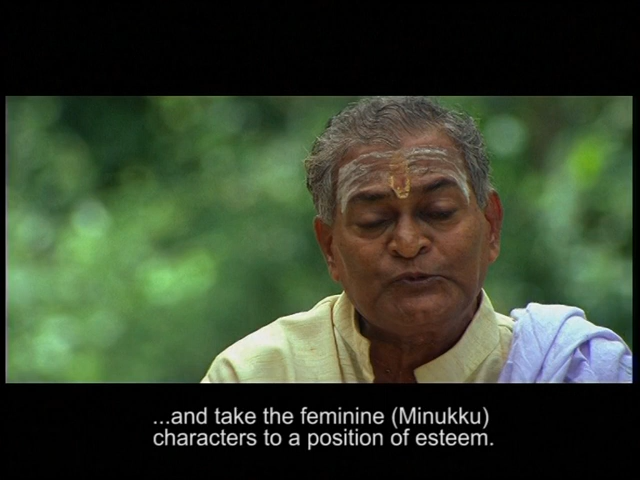 ...and take the feminine (Minukku)
characters to a position of esteem.